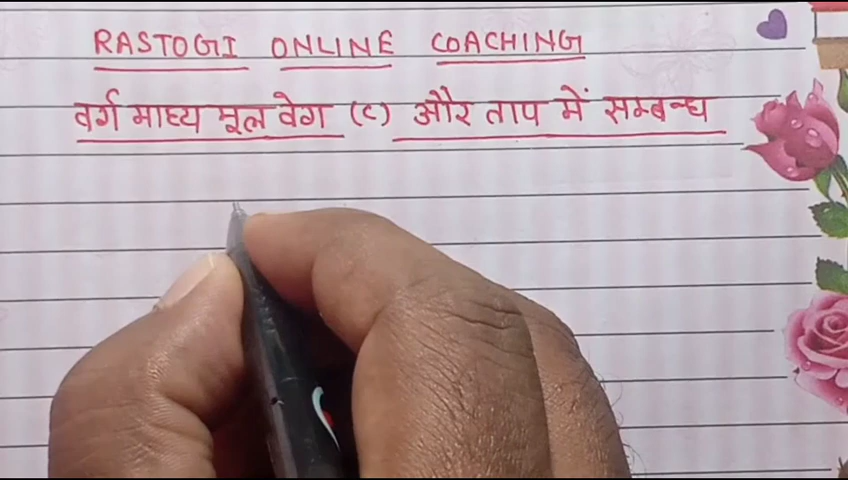 RASTOGI ONLINE COACHING
वर्ग माध्य मूल वेग (c) और ताप में सम्बन्ध